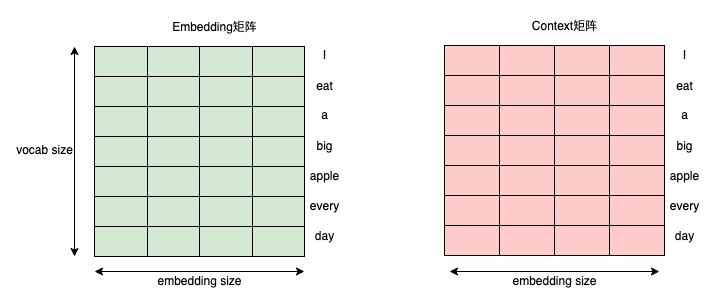 Embedding矩阵
Context矩阵
I
eat
a
big
apple
every
day
vocab size
embedding size
I
eat
a
big
apple
every
day
embedding size